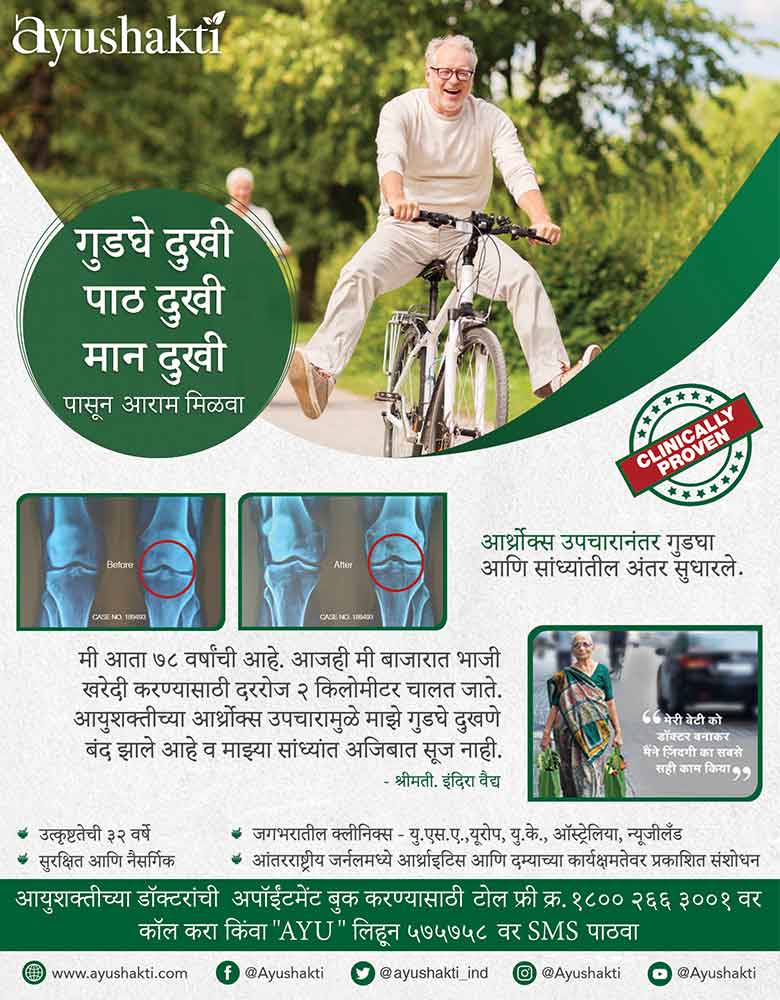 ayushakti
गुडघे दुखी
पाठ दुखी
मान दुखी
पासून आराम मिळवा
CLINICALLY
PROVEN
Before
CASE NO. 189493
After
CASE NO. 189493
आर्थ्रोक्स उपचारानंतर गुडघा
आणि सांध्यांतील अंतर सुधारले.
मी आता ७८ वर्षांची आहे. आजही मी बाजारात भाजी
खरेदी करण्यासाठी दररोज २ किलोमीटर चालत जाते.
आयुशक्तीच्या आर्थ्रोक्स उपचारामुळे माझे गुडघे दुखणे
बंद झाले आहे व माझ्या सांध्यांत अजिबात सूज नाही.
- श्रीमती. इंदिरा वैद्य
“ मेरी बेटी को
डॉक्टर बनाकर
मैंने ज़िंदगी का सबसे
सही काम किया ”
उत्कृष्टतेची ३२ वर्षे
जगभरातील क्लीनिक्स - यु.एस.ए.,यूरोप, यु.के., ऑस्ट्रेलिया, न्यूजीलँड
सुरक्षित आणि नैसर्गिक
आंतरराष्ट्रीय जर्नलमध्ये आर्थ्राइटिस आणि दम्याच्या कार्यक्षमतेवर प्रकाशित संशोधन
आयुशक्तीच्या डॉक्टरांची अपॉईंटमेंट बुक करण्यासाठी टोल फ्री क्र. १८०० २६६ ३००१ वर
कॉल करा किंवा "AYU " लिहून ५७५७५८ वर SMS पाठवा
www.ayushakti.com @Ayushakti @ayushakti_ind @Ayushakti @Ayushakti